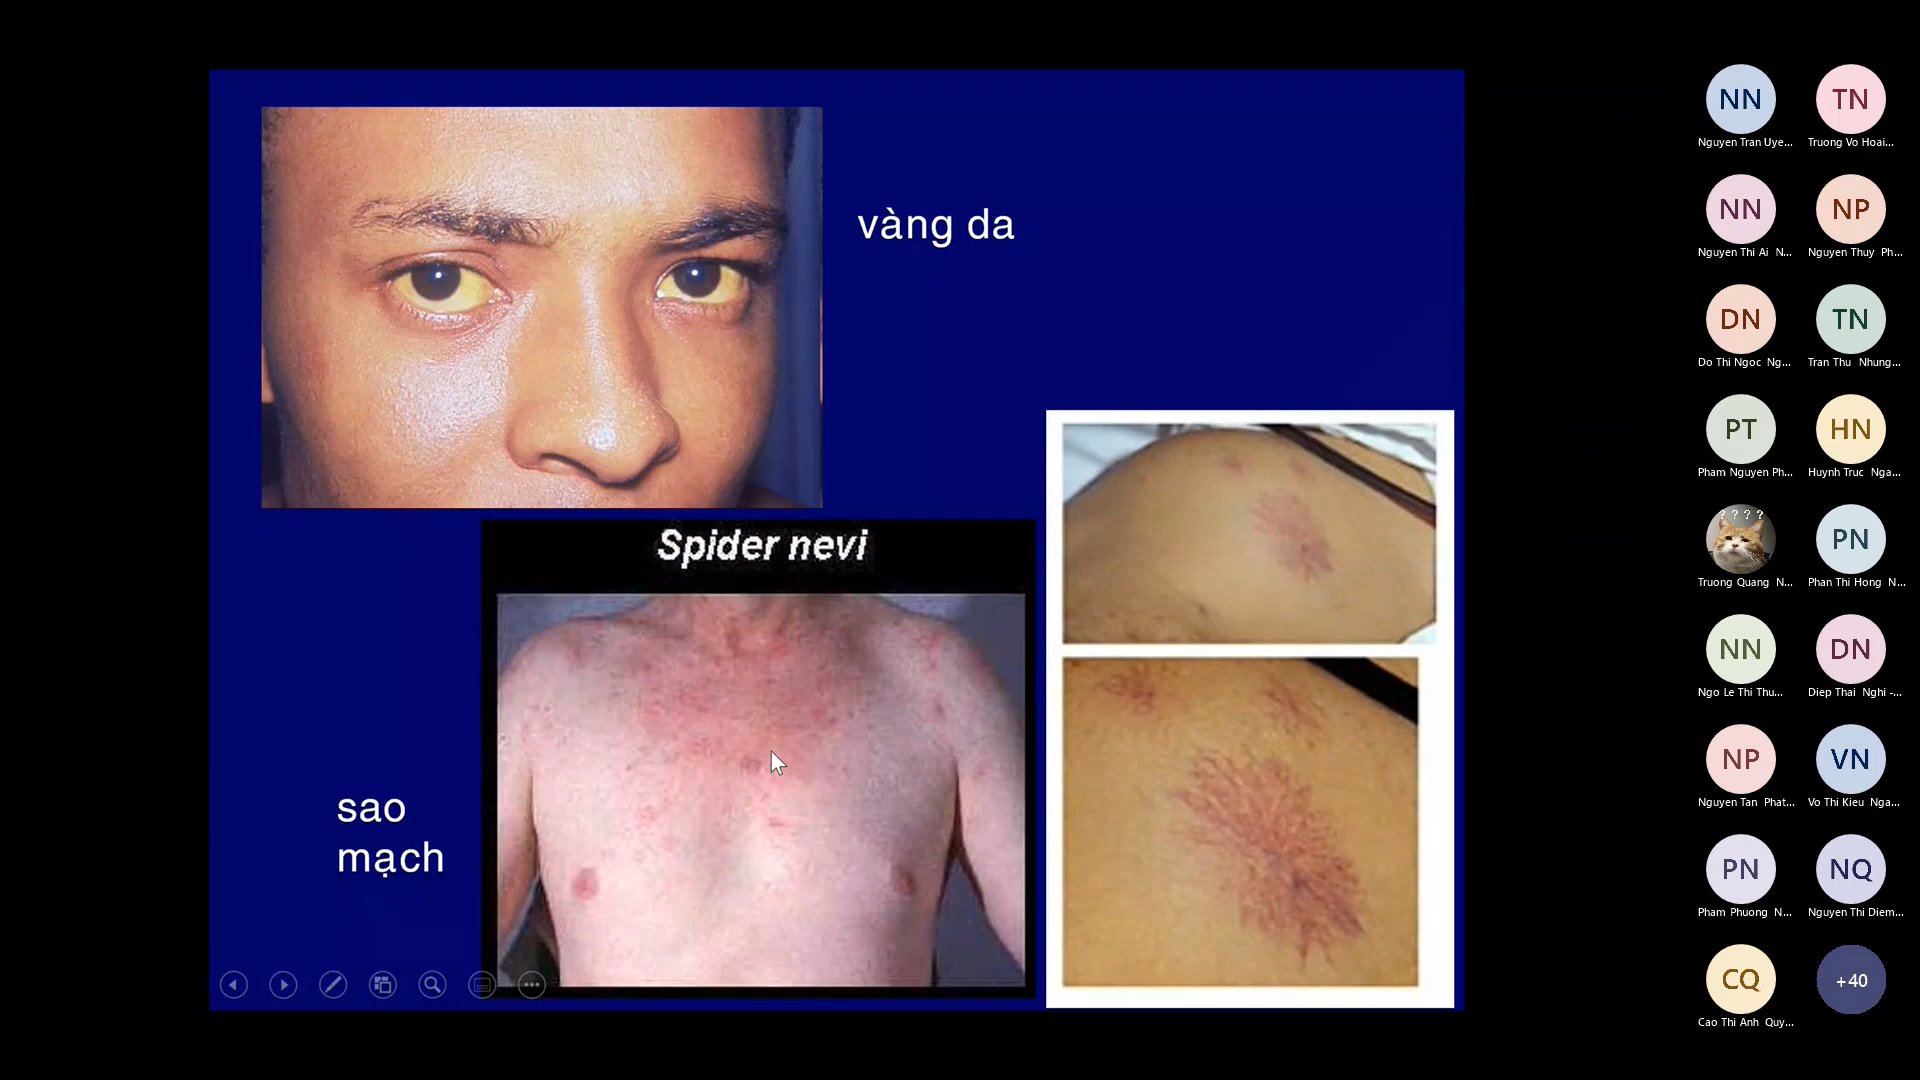 vàng da
Spider nevi
sao
mạch
NN
Nguyen Tran Uye...
TN
Truong Vo Hoai...
NN
Nguyen Thi Ai N...
NP
Nguyen Thuy Ph...
DN
Do Thi Ngoc Ng...
TN
Tran Thu Nhung...
PT
Pham Nguyen Ph...
HN
Huynh Truc Nga...
? ? ? ?
Truong Quang N...
PN
Phan Thi Hong N...
NN
Ngo Le Thi Thu...
DN
Diep Thai Nghi -...
NP
Nguyen Tan Phat...
VN
Vo Thi Kieu Nga...
PN
Pham Phuong N...
NQ
Nguyen Thi Diem...
CQ
Cao Thi Anh Quy...
+40